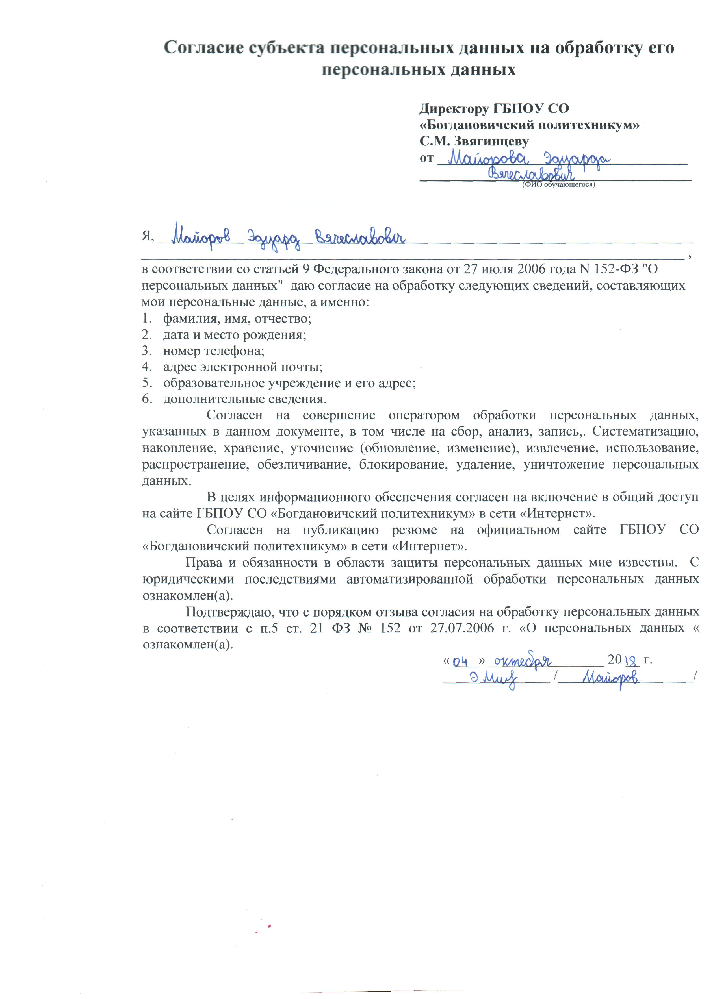 Согласие субъекта персональных данных на обработку его
персональных данных
Директору ГБПОУ СО
«Богдановичский политехникум»
С.М. Звягинцеву
от Майорова Эдуарда
Вячеславович
(ФИО обучающегося)
Я, Майоров Эдуард Вячеславович
,
в соответствии со статьей 9 Федерального закона от 27 июля 2006 года N 152-ФЗ "О
персональных данных" даю согласие на обработку следующих сведений, составляющих
мои персональные данные, а именно:
1. фамилия, имя, отчество;
2. дата и место рождения;
3. номер телефона;
4. адрес электронной почты;
5. образовательное учреждение и его адрес;
6. дополнительные сведения.
Согласен на совершение оператором обработки персональных данных,
указанных в данном документе, в том числе на сбор, анализ, запись,. Систематизацию,
накопление, хранение, уточнение (обновление, изменение), извлечение, использование,
распространение, обезличивание, блокирование, удаление, уничтожение персональных
данных.
В целях информационного обеспечения согласен на включение в общий доступ
на сайте ГБПОУ СО «Богдановичский политехникум» в сети «Интернет».
Согласен на публикацию резюме на официальном сайте ГБПОУ СО
«Богдановичский политехникум» в сети «Интернет».
Права и обязанности в области защиты персональных данных мне известны. С
юридическими последствиями автоматизированной обработки персональных данных
ознакомлен(а).
Подтверждаю, что с порядком отзыва согласия на обработку персональных данных
в соответствии с п.5 ст. 21 ФЗ № 152 от 27.07.2006 г. «О персональных данных «
ознакомлен(а).
«04» октебря 2018 г.
/ Майоров /